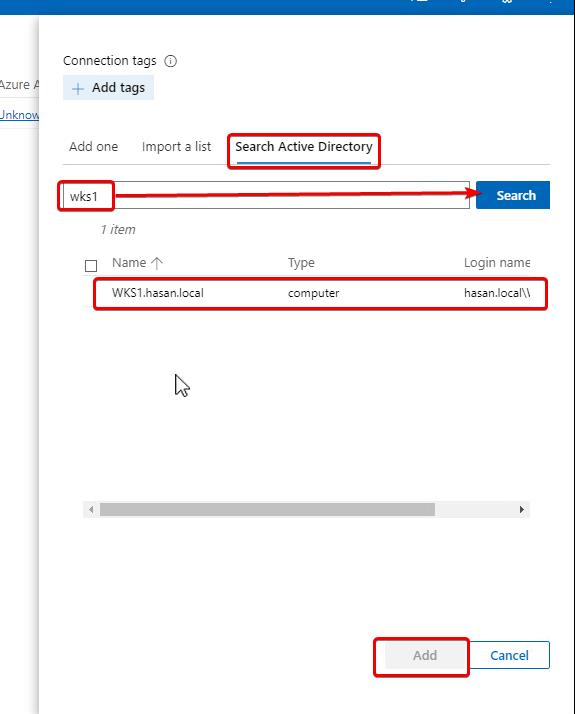 Connection tags
Add tags
Azure A
Unknow
Add one Import a list Search Active Directory
wks1 Search
1 item
Name Type Login name
WKS1.hasan.local computer hasan.local\\
Add Cancel